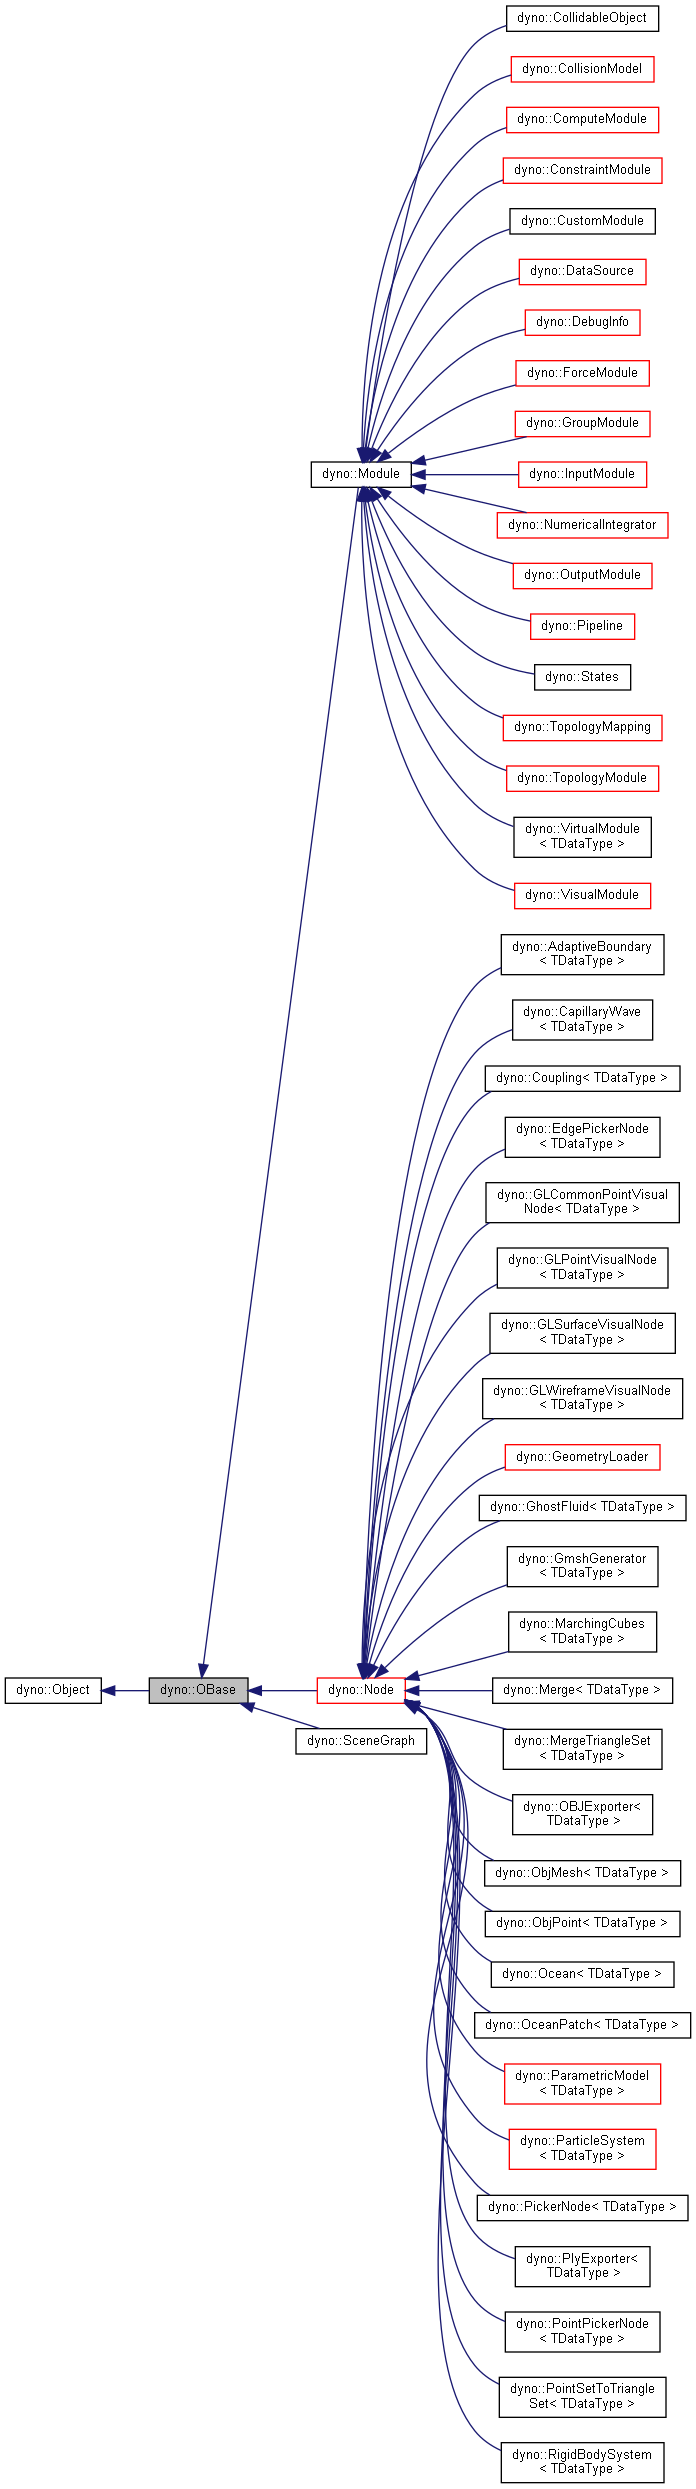 dyno::CollidableObject
dyno::CollisionModel
dyno::ComputeModule
dyno::ConstraintModule
dyno::CustomModule
dyno::DataSource
dyno::DebugInfo
dyno::ForceModule
dyno::GroupModule
dyno::Module
dyno::InputModule
dyno::NumericalIntegrator
dyno::OutputModule
dyno::Pipeline
dyno::States
dyno::TopologyMapping
dyno::TopologyModule
dyno::VirtualModule
< TDataType >
dyno::VisualModule
dyno::AdaptiveBoundary
< TDataType >
dyno::CapillaryWave
< TDataType >
dyno::Coupling< TDataType >
dyno::EdgePickerNode
< TDataType >
dyno::GLCommonPointVisual
Node< TDataType >
dyno::GLPointVisualNode
< TDataType >
dyno::GLSurfaceVisualNode
< TDataType >
dyno::GLWireframeVisualNode
< TDataType >
dyno::GeometryLoader
dyno::GhostFluid< TDataType >
dyno::GmshGenerator
< TDataType >
dyno::MarchingCubes
< TDataType >
dyno::Object
dyno::OBase
dyno::Node
dyno::Merge< TDataType >
dyno::SceneGraph
dyno::MergeTriangleSet
< TDataType >
dyno::OBJExporter<
TDataType >
dyno::ObjMesh< TDataType >
dyno::ObjPoint< TDataType >
dyno::Ocean< TDataType >
dyno::OceanPatch< TDataType >
dyno::ParametricModel
< TDataType >
dyno::ParticleSystem
< TDataType >
dyno::PickerNode< TDataType >
dyno::PlyExporter<
TDataType >
dyno::PointPickerNode
< TDataType >
dyno::PointSetToTriangle
Set< TDataType >
dyno::RigidBodySystem
< TDataType >